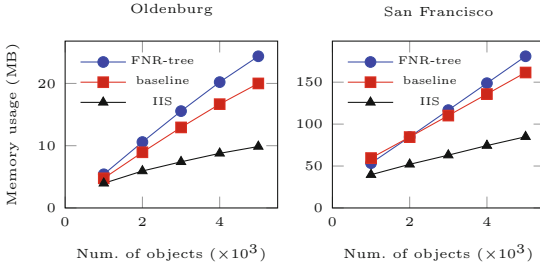 Oldenburg
San Francisco
Memory usage (MB)
FNR-tree
baseline
IIS
20
10
0
0
2
4
Num. of objects (×10³)
FNR-tree
baseline
IIS
150
100
50
0
0
2
4
Num. of objects (×10³)